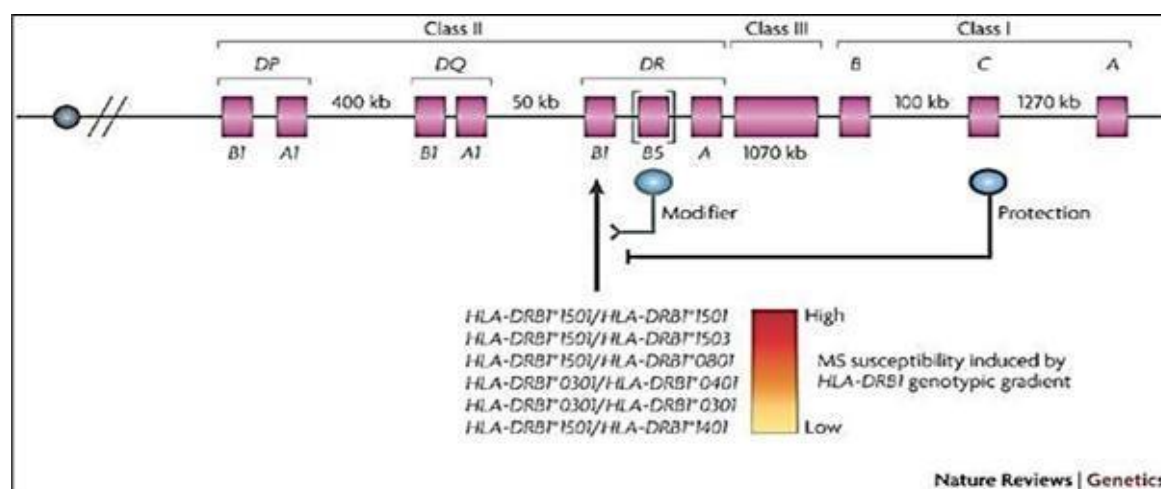 Class II Class III Class I
DP DQ DR B C A
400 kb 50 kb 100 kb 1270 kb
B1 A1 B1 A1 B1 B5 A 1070 kb
Modifier Protection
HLA-DRB1*1501/HLA-DRB1*1501 High
HLA-DRB1*1501/HLA-DRB1*1503
HLA-DRB1*1501/HLA-DRB1*0801 MS susceptibility induced by
HLA-DRB1*0301/HLA-DRB1*0401 HLA-DRB1 genotypic gradient
HLA-DRB1*0301/HLA-DRB1*0301
HLA-DRB1*1501/HLA-DRB1*1401 Low
Nature Reviews | Genetics